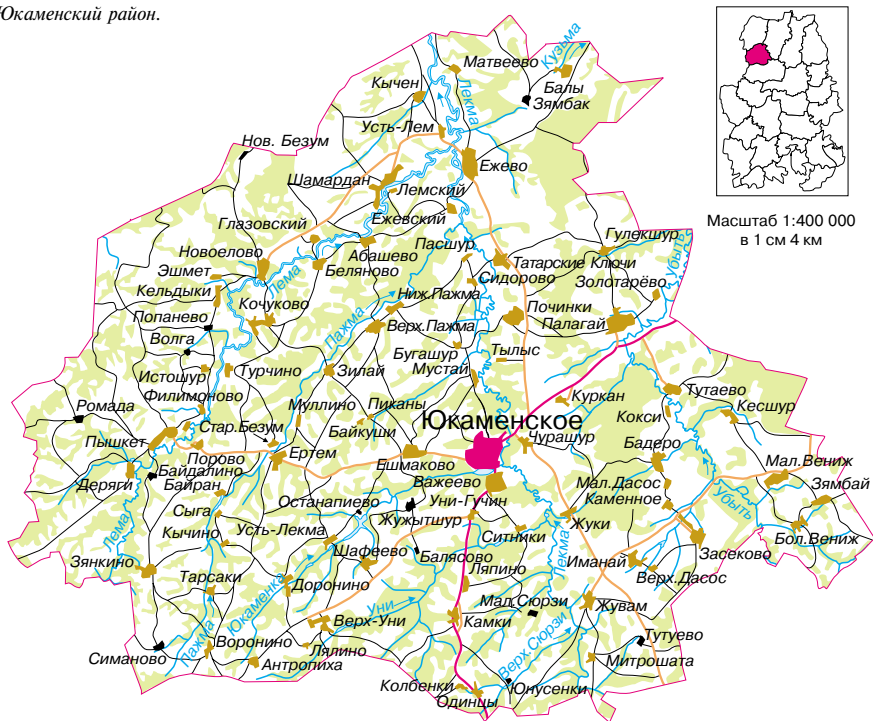 Юкаменский район.
Масштаб 1:400 000
в 1 см 4 км
Матвеево
Кузьма
Кычен
Балы
Зямбак
Лекма
Усть-Лем
Нов. Безум
Ежево
Шамардан
Лемский
Ежевский
Глазовский
Пасшур
Гулекшур
Убыть
Новоелово
Абашево
Беляново
Татарские Ключи
Эшмет
Лема
Сидорово
Золотарёво
Кельдыки
Ниж.Пажма
Кочуково
Починки
Попанево
Пажма
Верх.Пажма
Палагай
Волга
Бугашур
Тылыс
Истошур
Турчино
Зилай
Мустай
Филимоново
Куркан
Тутаево
Ромада
Муллино
Пиканы
Юкаменское
Кокси
Кесшур
Стар.Безум
Байкуши
Чурашур
Бадеро
Пышкет
Порово
Ертем
Ешмаково
Мал.Вениж
Байдалино
Важеево
Мал.Дасос
Зямбай
Деряги
Байран
Останапиево
Уни-Гучин
Каменное
Убыть
Сыга
Жужытшур
Жуки
Лема
Кычино
Усть-Лекма
Ситники
Бол.Вениж
Шафеево
Балясово
Лекма
Засеково
Зянкино
Ляпино
Иманай
Тарсаки
Доронино
Верх.Дасос
Юкаменка
Уни
Мал.Сюрзи
Жувам
Верх-Уни
Камки
Пажма
Воронино
Лялино
Верх.Сюрзи
Тутуево
Симаново
Антропиха
Митрошата
Колбенки
Юнусенки
Одинцы